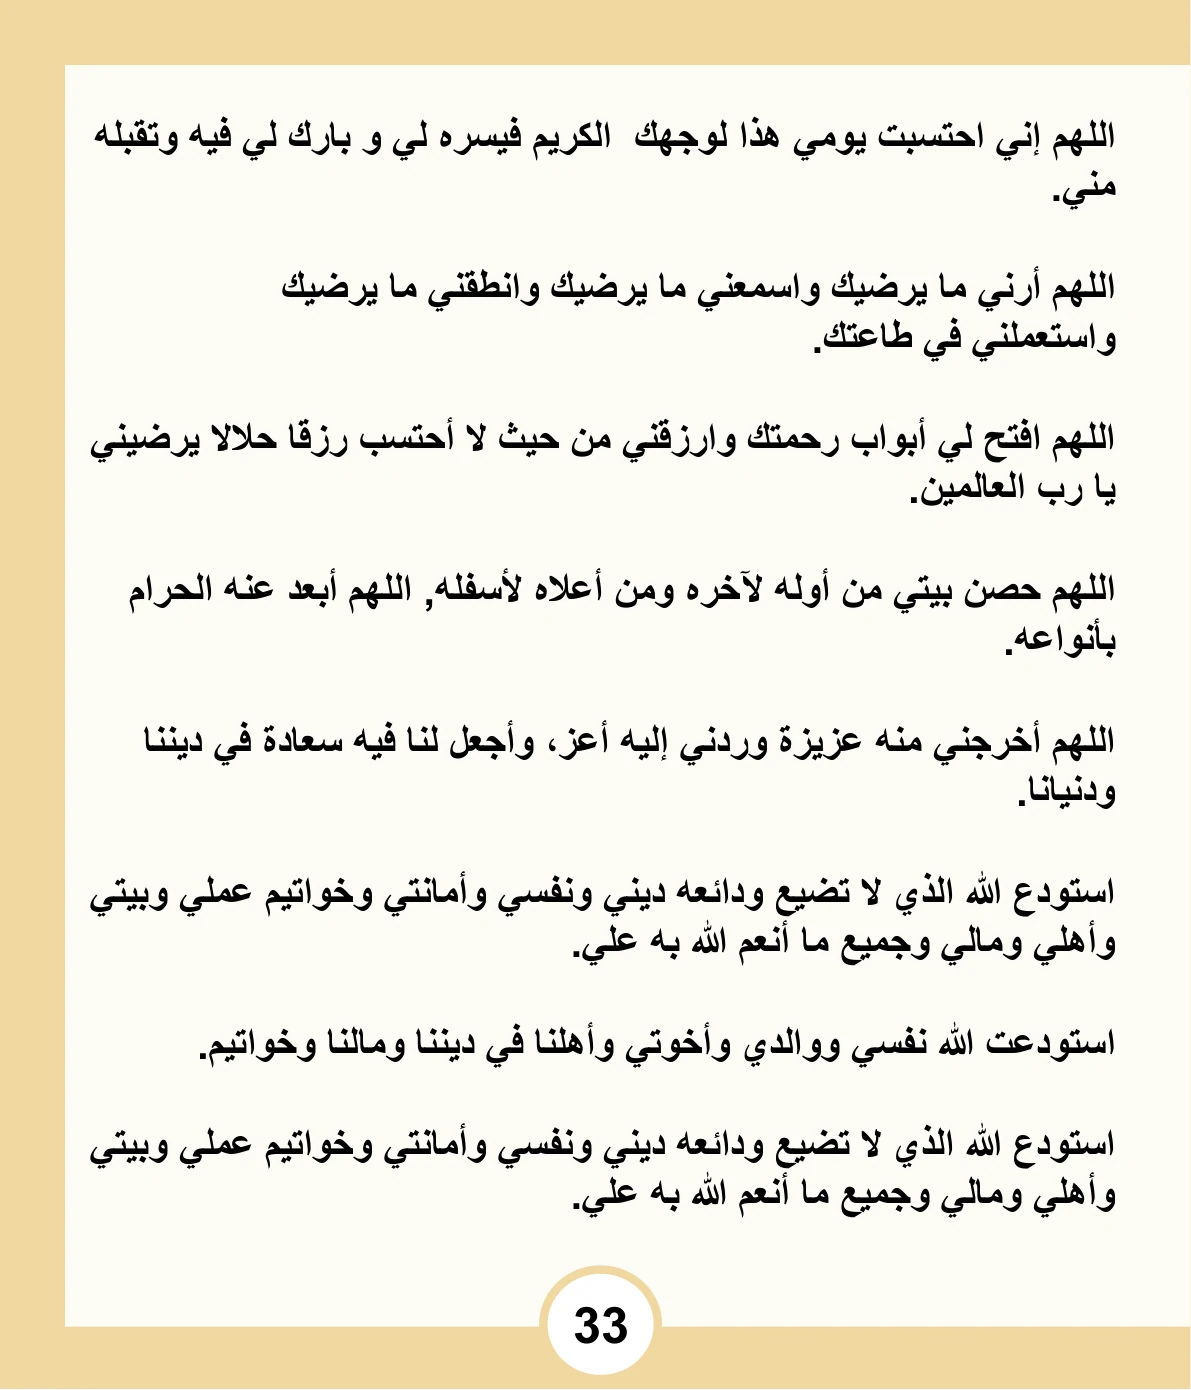 اللهم إني احتسبت يومي هذا لوجهك الكريم فيسره لي و بارك لي فيه وتقبله
مني.
اللهم أرني ما يرضيك واسمعني ما يرضيك وانطقني ما يرضيك
واستعملني في طاعتك.
اللهم افتح لي أبواب رحمتك وارزقني من حيث لا أحتسب رزقا حلالا يرضيني
يا رب العالمين.
اللهم حصن بيتي من أوله لآخره ومن أعلاه لأسفله, اللهم أبعد عنه الحرام
بأنواعه.
اللهم أخرجني منه عزيزة وردني إليه أعز، وأجعل لنا فيه سعادة في ديننا
ودنيانا.
استودع الله الذي لا تضيع ودائعه ديني ونفسي وأمانتي وخواتيم عملي وبيتي
وأهلي ومالي وجميع ما أنعم الله به علي.
استودعت الله نفسي ووالدي وأخوتي وأهلنا في ديننا ومالنا وخواتيم.
استودع الله الذي لا تضيع ودائعه ديني ونفسي وأمانتي وخواتيم عملي وبيتي
وأهلي ومالي وجميع ما أنعم الله به علي.
33